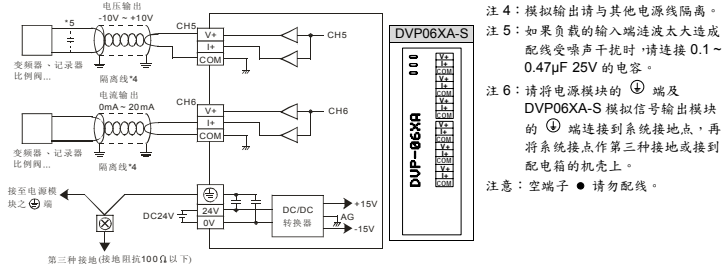 电压输出
-10V ~ +10V
*5
CH5
V+
I+
COM
CH5
变频器、记录器
比例阀...
隔离线*4
电流输出
0mA ~ 20mA
CH6
V+
I+
COM
CH6
变频器、记录器
比例阀...
隔离线*4
接至电源模
块之 端
DC24V
24V
0V
DC/DC
转换器
+15V
AG
-15V
第三种接地(接地阻抗100Ω以下)
DVP06XA-S
DVP-06XA
V+
I+
COM
V+
I+
COM
V+
I+
COM
V+
I+
COM
V+
I+
COM
V+
I+
COM
注 4：模拟输出请与其他电源线隔离。
注 5：如果负载的输入端涟波太大造成
配线受噪声干扰时，请连接 0.1 ~
0.47μF 25V 的电容。
注 6：请将电源模块的 端及
DVP06XA-S 模拟信号输出模块
的 端连接到系统接地点，再
将系统接点作第三种接地或接到
配电箱的机壳上。
注意：空端子 ● 请勿配线。